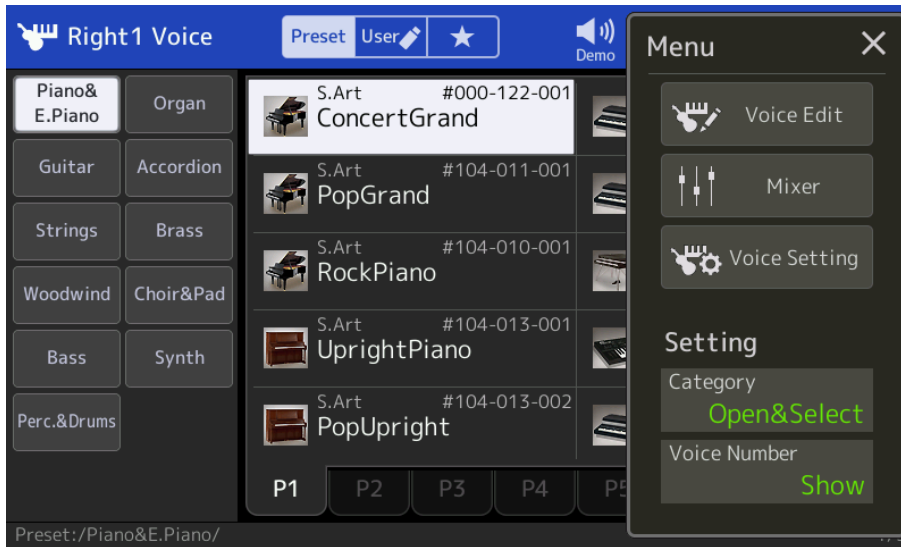 Right1 Voice
Preset
User
Demo
Piano&
E.Piano
Organ
Guitar
Accordion
Strings
Brass
Woodwind
Choir&Pad
Bass
Synth
Perc.&Drums
S.Art #000-122-001
ConcertGrand
S.Art #104-011-001
PopGrand
S.Art #104-010-001
RockPiano
S.Art #104-013-001
UprightPiano
S.Art #104-013-002
PopUpright
P1
P2
P3
P4
Preset:/Piano&E.Piano/
Menu
Voice Edit
Mixer
Voice Setting
Setting
Category
Open&Select
Voice Number
Show